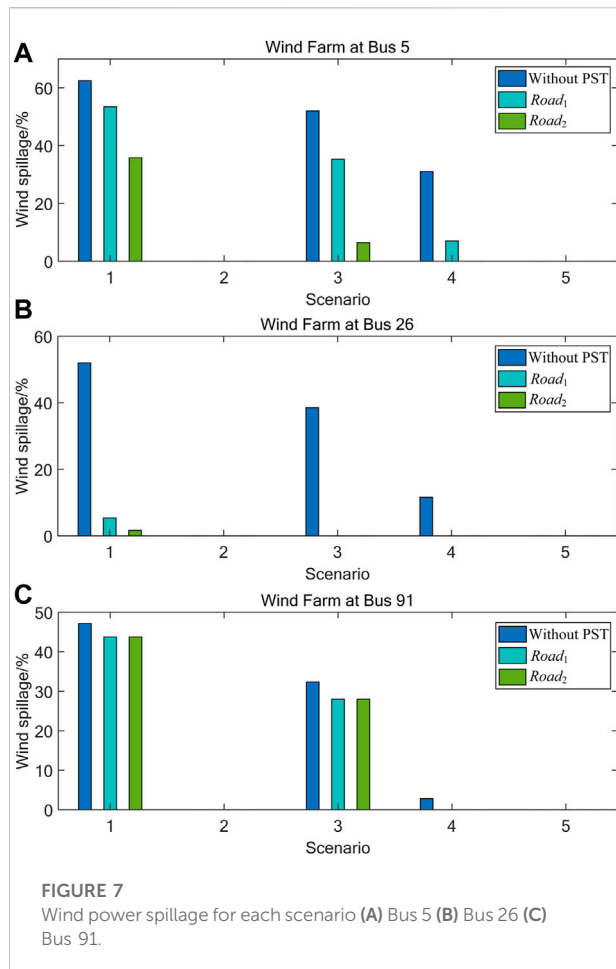 A
Wind Farm at Bus 5
Wind spillage/%
60
40
20
0
Without PST
Road₁
Road₂
1 2 3 4 5
Scenario
B
Wind Farm at Bus 26
Wind spillage/%
60
40
20
0
Without PST
Road₁
Road₂
1 2 3 4 5
Scenario
C
Wind Farm at Bus 91
Wind spillage/%
50
40
30
20
10
0
Without PST
Road₁
Road₂
1 2 3 4 5
Scenario
FIGURE 7
Wind power spillage for each scenario (A) Bus 5 (B) Bus 26 (C)
Bus 91.